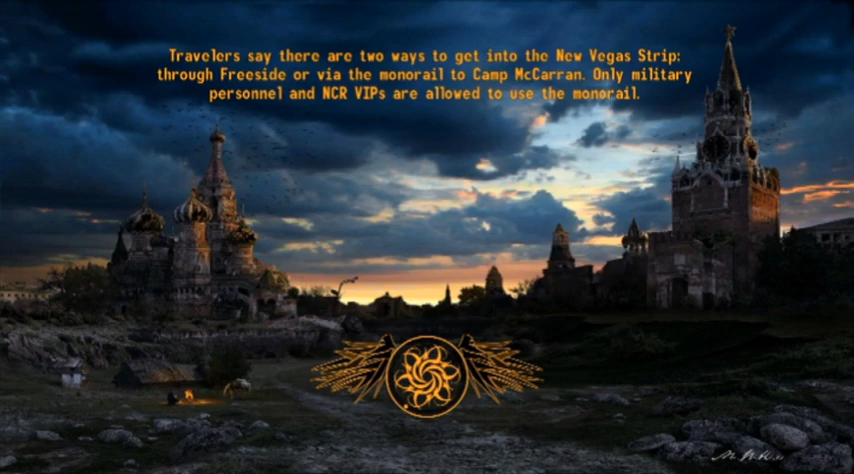 Travelers say there are two ways to get into the New Vegas Strip:
through Freeside or via the monorail to Camp McCarran. Only military
personnel and NCR VIPs are allowed to use the monorail.